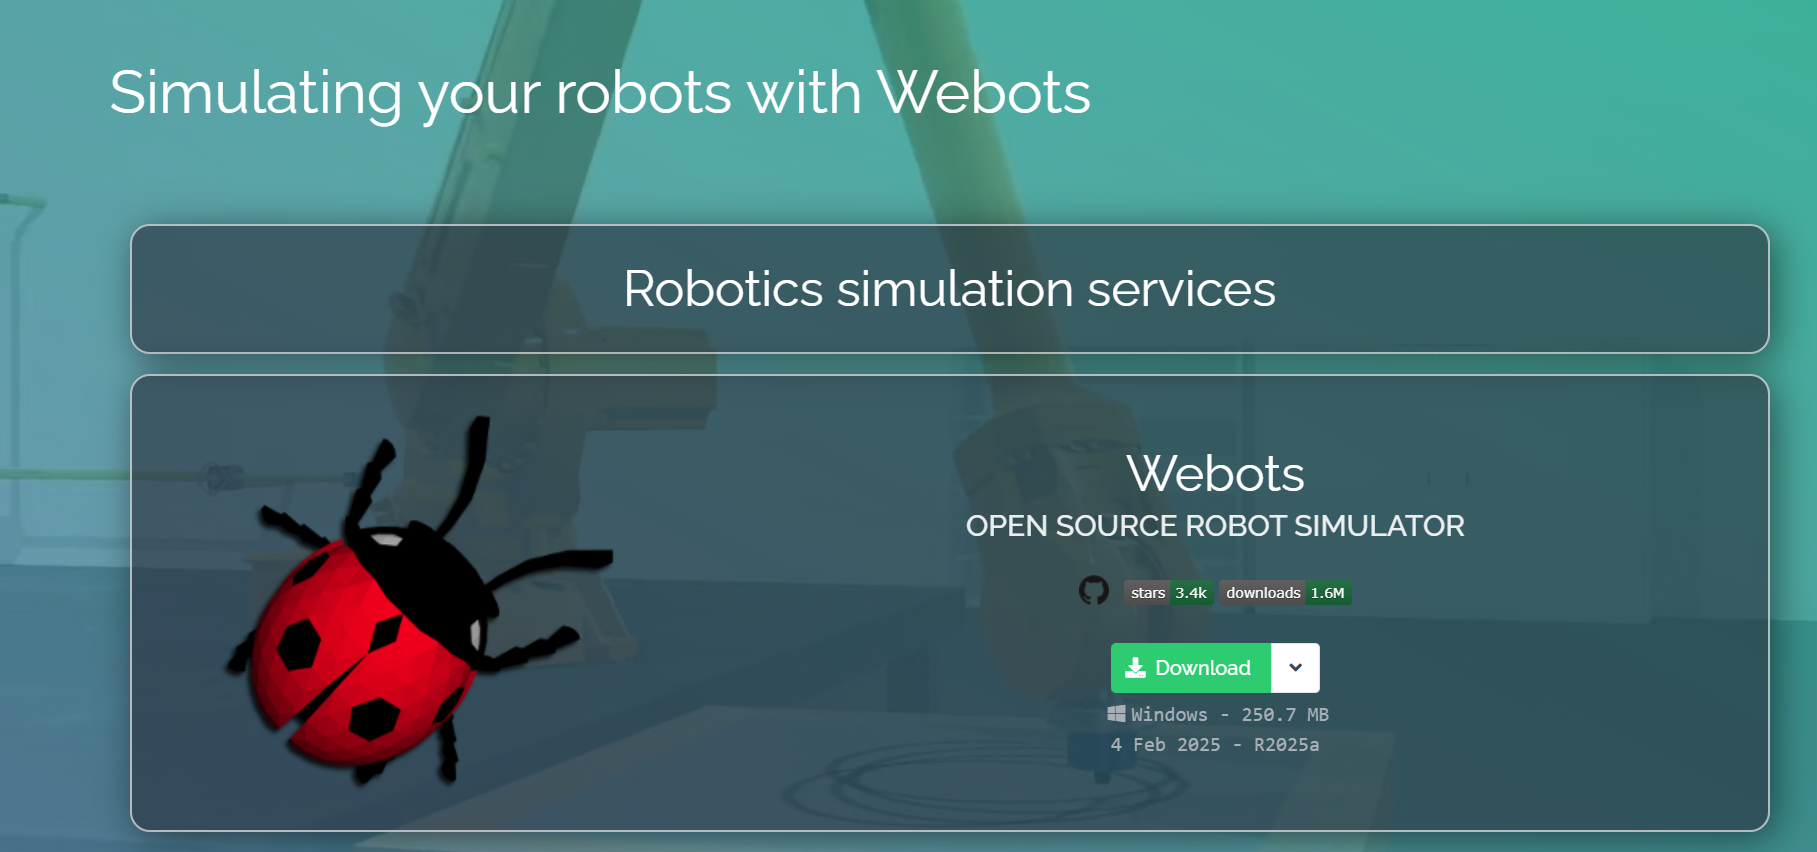 Simulating your robots with Webots
Robotics simulation services
Webots
OPEN SOURCE ROBOT SIMULATOR
stars 3.4k downloads 1.6M
Download
Windows - 250.7 MB
4 Feb 2025 - R2025a